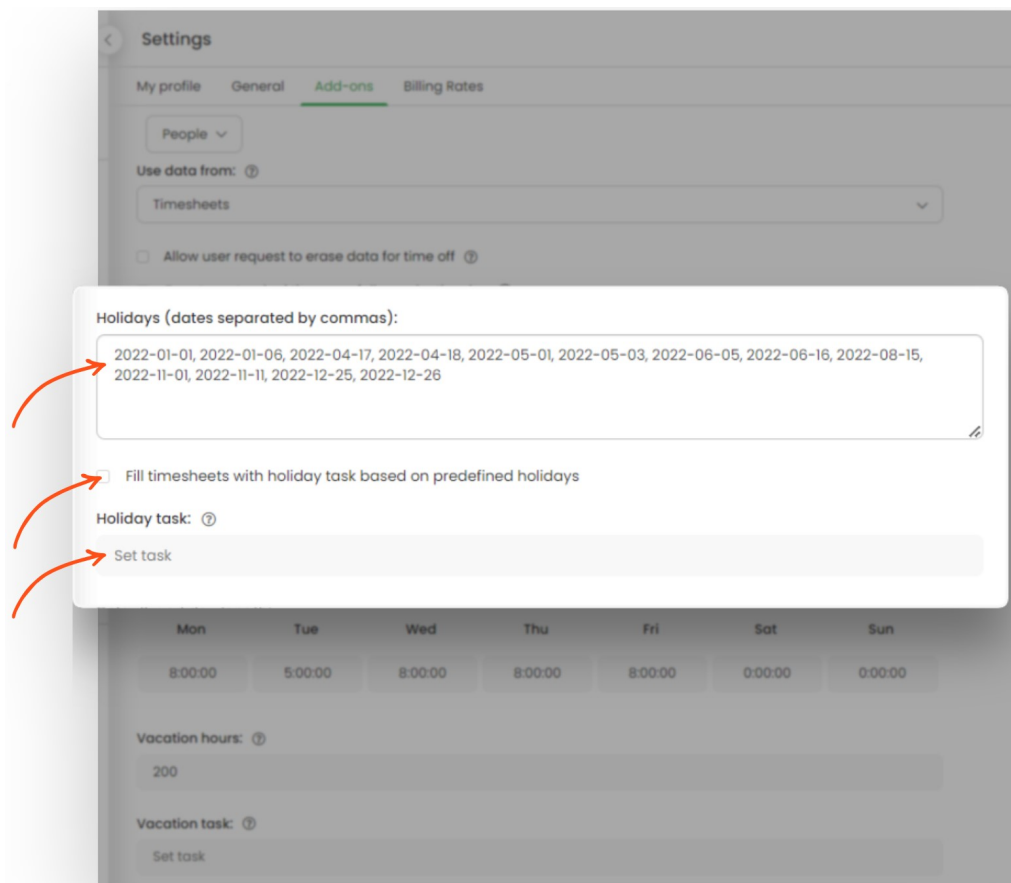 Settings
My profile General Add-ons Billing Rates
People
Use data from:
Timesheets
Allow user request to erase data for time off
Holidays (dates separated by commas):
2022-01-01, 2022-01-06, 2022-04-17, 2022-04-18, 2022-05-01, 2022-05-03, 2022-06-05, 2022-06-16, 2022-08-15,
2022-11-01, 2022-11-11, 2022-12-25, 2022-12-26
Fill timesheets with holiday task based on predefined holidays
Holiday task:
Set task
Mon Tue Wed Thu Fri Sat Sun
8:00:00 5:00:00 8:00:00 8:00:00 8:00:00 0:00:00 0:00:00
Vacation hours:
200
Vacation task:
Set task